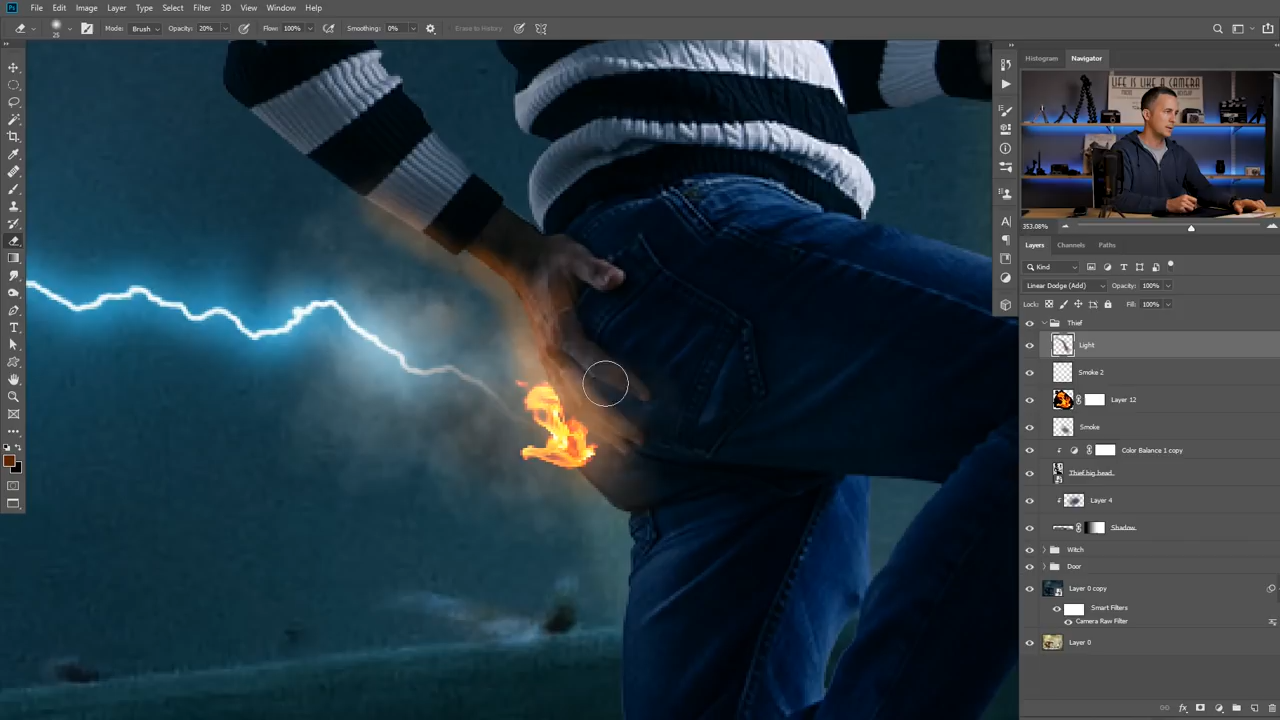 Ps File Edit Image Layer Type Select Filter 3D View Window Help
25 Mode: Brush Opacity: 20% Flow: 100% Smoothing: 0% Erase to History
Histogram Navigator
LIFE IS LIKE A CAMERA
353.08%
Layers Channels Paths
Kind
Linear Dodge (Add) Opacity: 100%
Lock: Fill: 100%
Thief
Light
Smoke 2
Layer 12
Smoke
Color Balance 1 copy
Thief big head
Layer 4
Shadow
Witch
Door
Layer 0 copy
Smart Filters
Camera Raw Filter
Layer 0